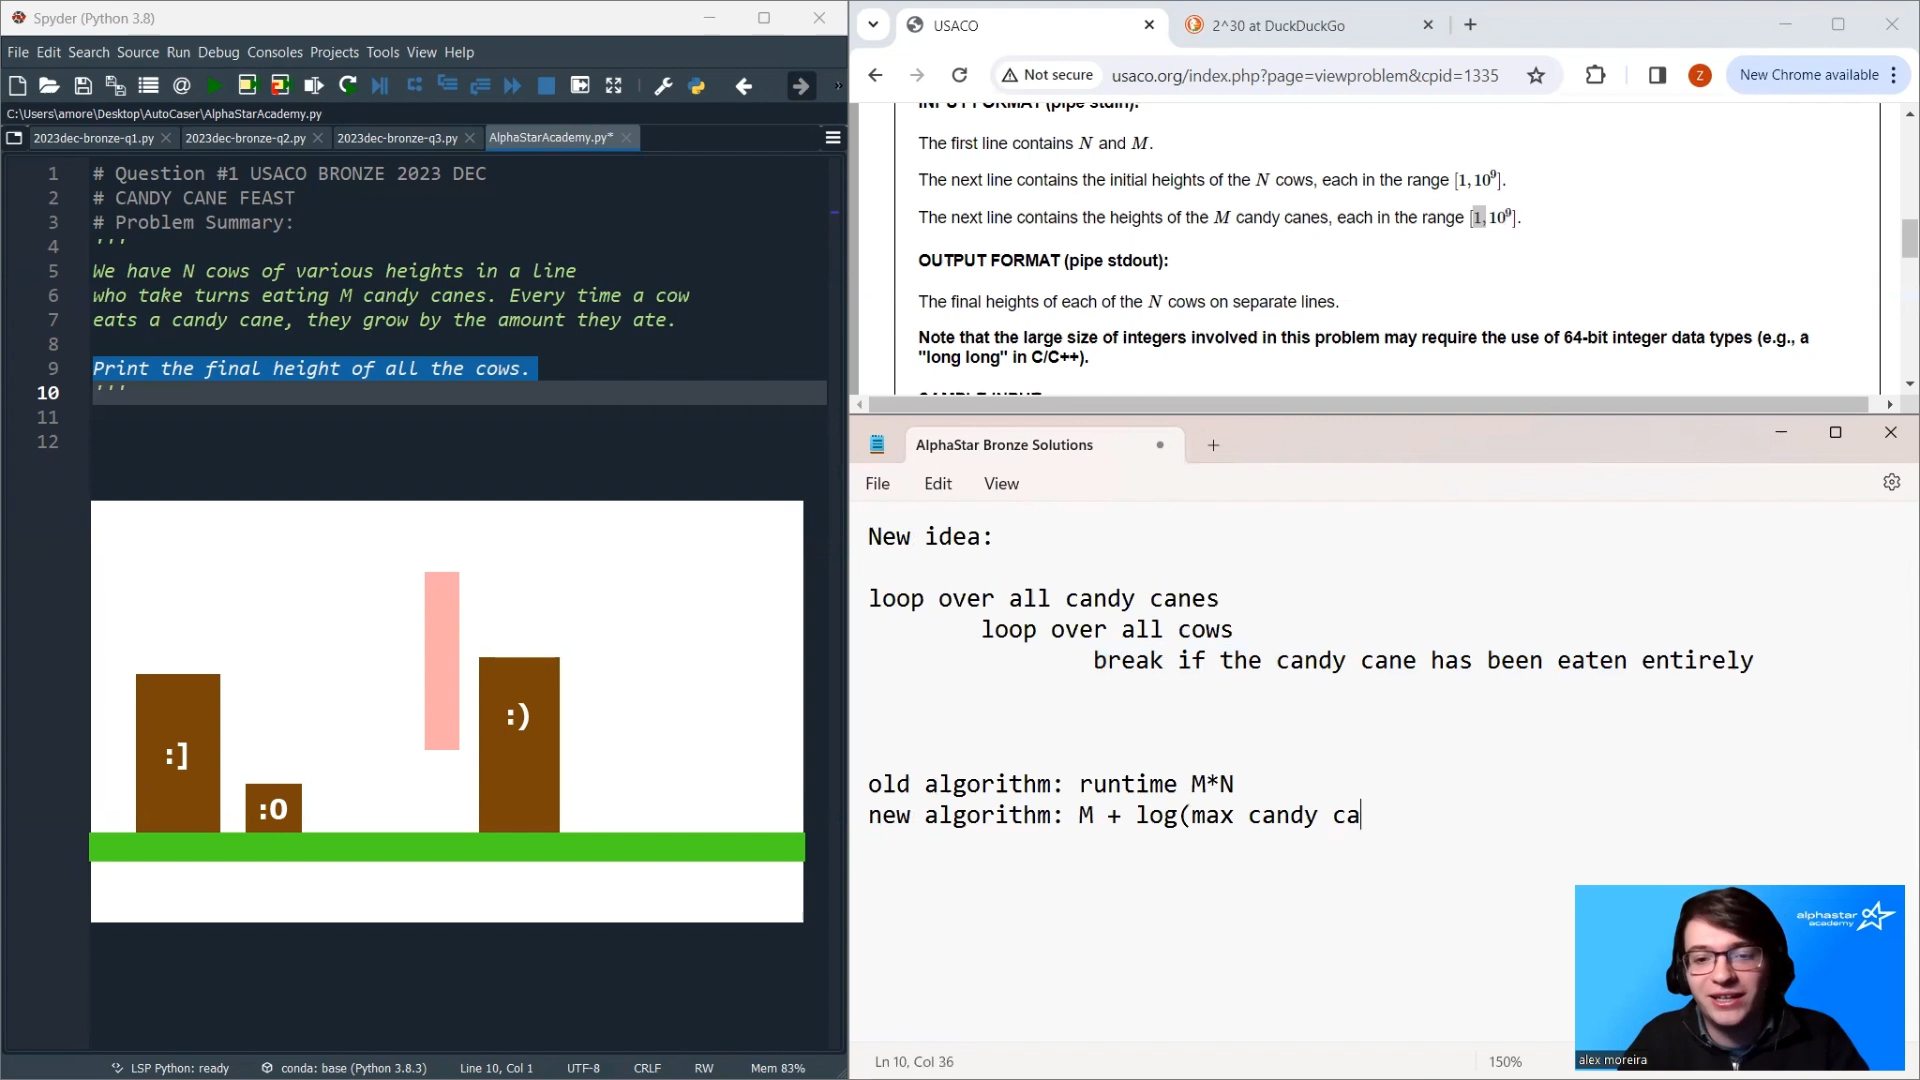 Spyder (Python 3.8)
File Edit Search Source Run Debug Consoles Projects Tools View Help
C:\Users\amore\Desktop\AutoCaser\AlphaStarAcademy.py
2023dec-bronze-q1.py 2023dec-bronze-q2.py 2023dec-bronze-q3.py AlphaStarAcademy.py*
1 # Question #1 USACO BRONZE 2023 DEC
2 # CANDY CANE FEAST
3 # Problem Summary:
4 '''
5 We have N cows of various heights in a line
6 who take turns eating M candy canes. Every time a cow
7 eats a candy cane, they grow by the amount they ate.
8
9 Print the final height of all the cows.
10 '''
11
12
:]
:O
:)
LSP Python: ready conda: base (Python 3.8.3) Line 10, Col 1 UTF-8 CRLF RW Mem 83%
USACO
2^30 at DuckDuckGo
Not secure usaco.org/index.php?page=viewproblem&cpid=1335 New Chrome available
INPUT FORMAT (pipe stdin):
The first line contains N and M.
The next line contains the initial heights of the N cows, each in the range [1, 10⁹].
The next line contains the heights of the M candy canes, each in the range [1, 10⁹].
OUTPUT FORMAT (pipe stdout):
The final heights of each of the N cows on separate lines.
Note that the large size of integers involved in this problem may require the use of 64-bit integer data types (e.g., a
"long long" in C/C++).
SAMPLE INPUT
AlphaStar Bronze Solutions
File Edit View
New idea:
loop over all candy canes
loop over all cows
break if the candy cane has been eaten entirely
old algorithm: runtime M*N
new algorithm: M + log(max candy ca
Ln 10, Col 36 150%
alphastar
academy
alex moreira